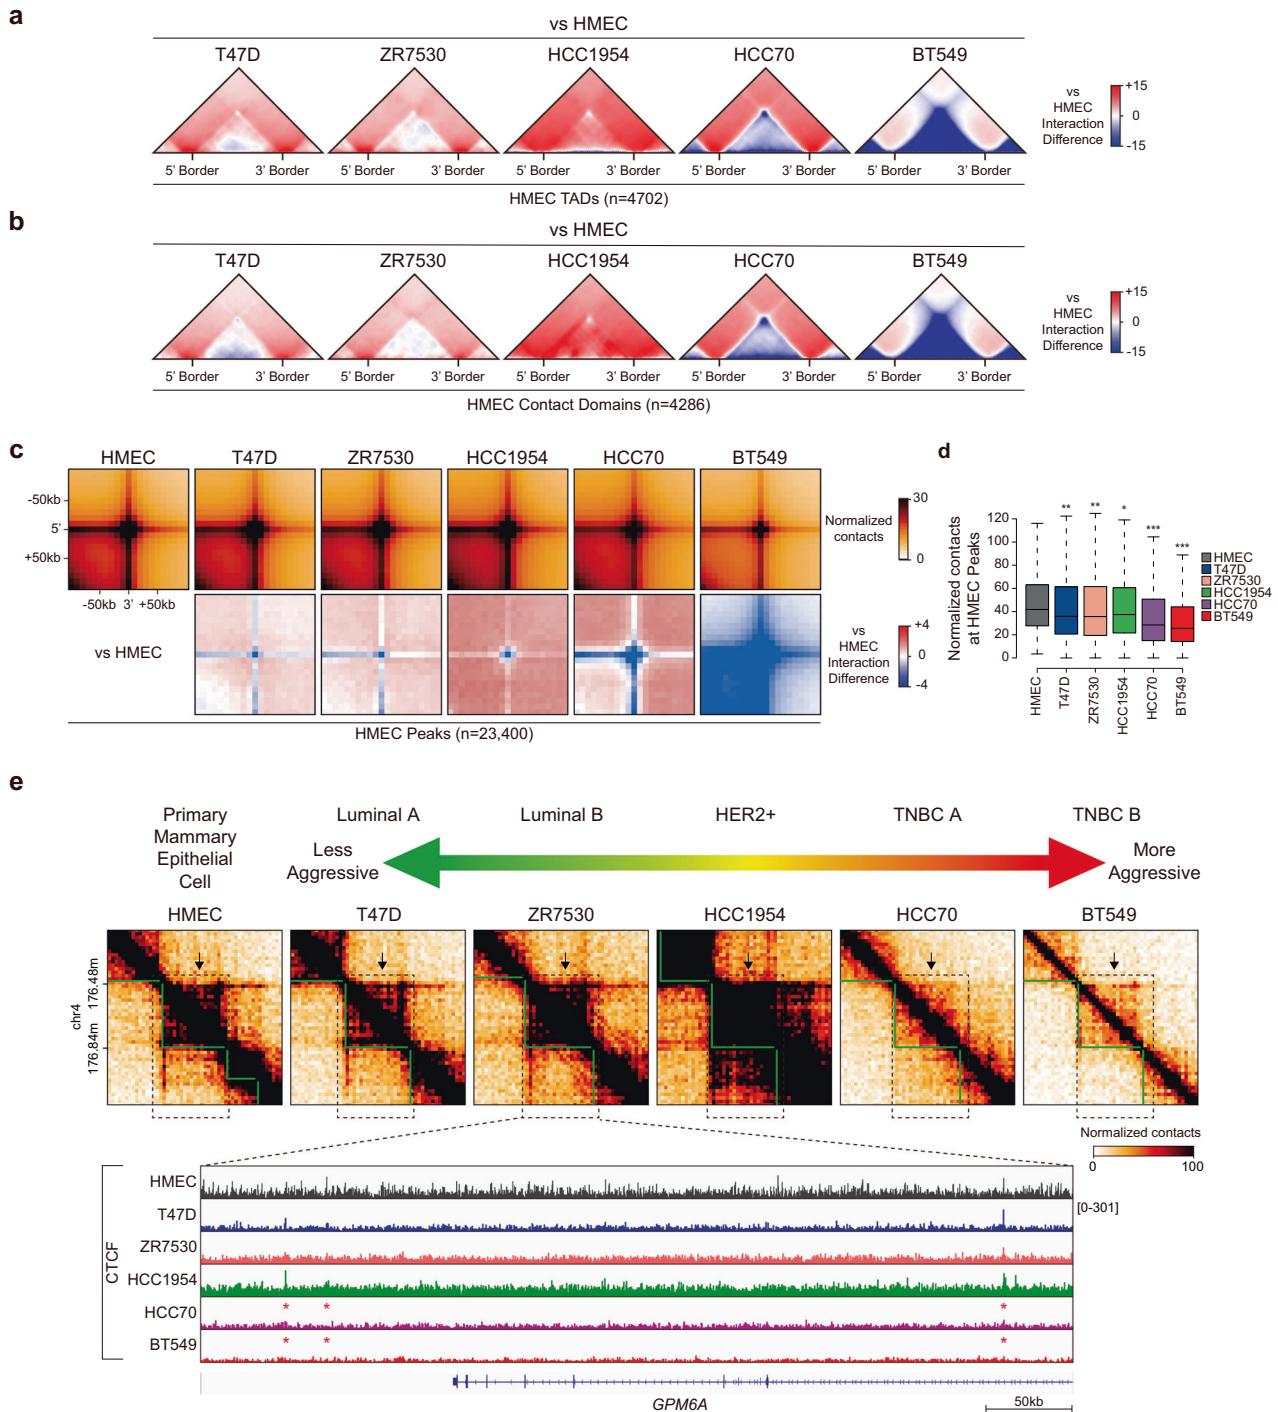 a
vs HMEC
T47D ZR7530 HCC1954 HCC70 BT549
vs
HMEC
Interaction
Difference
+15
0
-15
5' Border 3' Border 5' Border 3' Border 5' Border 3' Border 5' Border 3' Border 5' Border 3' Border
HMEC TADs (n=4702)
b
vs HMEC
T47D ZR7530 HCC1954 HCC70 BT549
vs
HMEC
Interaction
Difference
+15
0
-15
5' Border 3' Border 5' Border 3' Border 5' Border 3' Border 5' Border 3' Border 5' Border 3' Border
HMEC Contact Domains (n=4286)
c
HMEC T47D ZR7530 HCC1954 HCC70 BT549
-50kb
5'
+50kb
-50kb 3' +50kb
Normalized
contacts
30
0
vs HMEC
vs
HMEC
Interaction
Difference
+4
0
-4
HMEC Peaks (n=23,400)
d
Normalized contacts
at HMEC Peaks
120
100
80
60
40
20
0
** ** * *** ***
HMEC T47D ZR7530 HCC1954 HCC70 BT549
HMEC
T47D
ZR7530
HCC1954
HCC70
BT549
e
Primary
Mammary
Epithelial
Cell
Luminal A Luminal B HER2+ TNBC A TNBC B
Less
Aggressive
More
Aggressive
HMEC T47D ZR7530 HCC1954 HCC70 BT549
chr4
176.48m
176.84m
Normalized contacts
0 100
CTCF
HMEC
T47D
ZR7530
HCC1954
HCC70
* * *
BT549
* * *
[0-301]
GPM6A
50kb